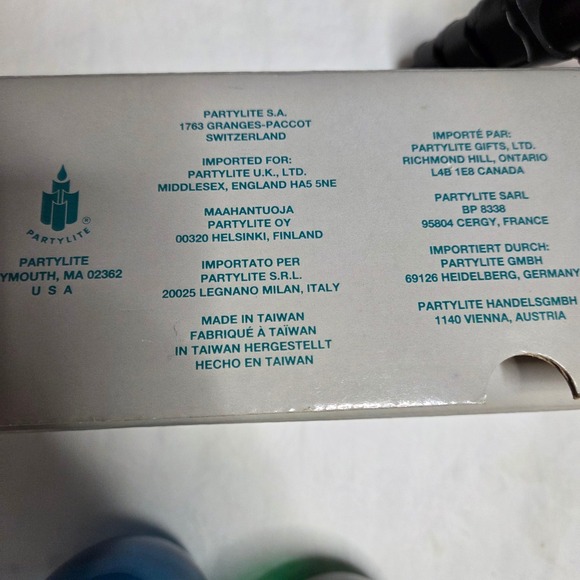 PARTYLITE®
PARTYLITE
YMOUTH, MA 02362
U S A
PARTYLITE S.A.
1763 GRANGES-PACCOT
SWITZERLAND
IMPORTED FOR:
PARTYLITE U.K., LTD.
MIDDLESEX, ENGLAND HA5 5NE
MAAHANTUOJA
PARTYLITE OY
00320 HELSINKI, FINLAND
IMPORTATO PER
PARTYLITE S.R.L.
20025 LEGNANO MILAN, ITALY
MADE IN TAIWAN
FABRIQUÉ À TAÏWAN
IN TAIWAN HERGESTELLT
HECHO EN TAIWAN
IMPORTÉ PAR:
PARTYLITE GIFTS, LTD.
RICHMOND HILL, ONTARIO
L4B 1E8 CANADA
PARTYLITE SARL
BP 8338
95804 CERGY, FRANCE
IMPORTIERT DURCH:
PARTYLITE GMBH
69126 HEIDELBERG, GERMANY
PARTYLITE HANDELSGMBH
1140 VIENNA, AUSTRIA